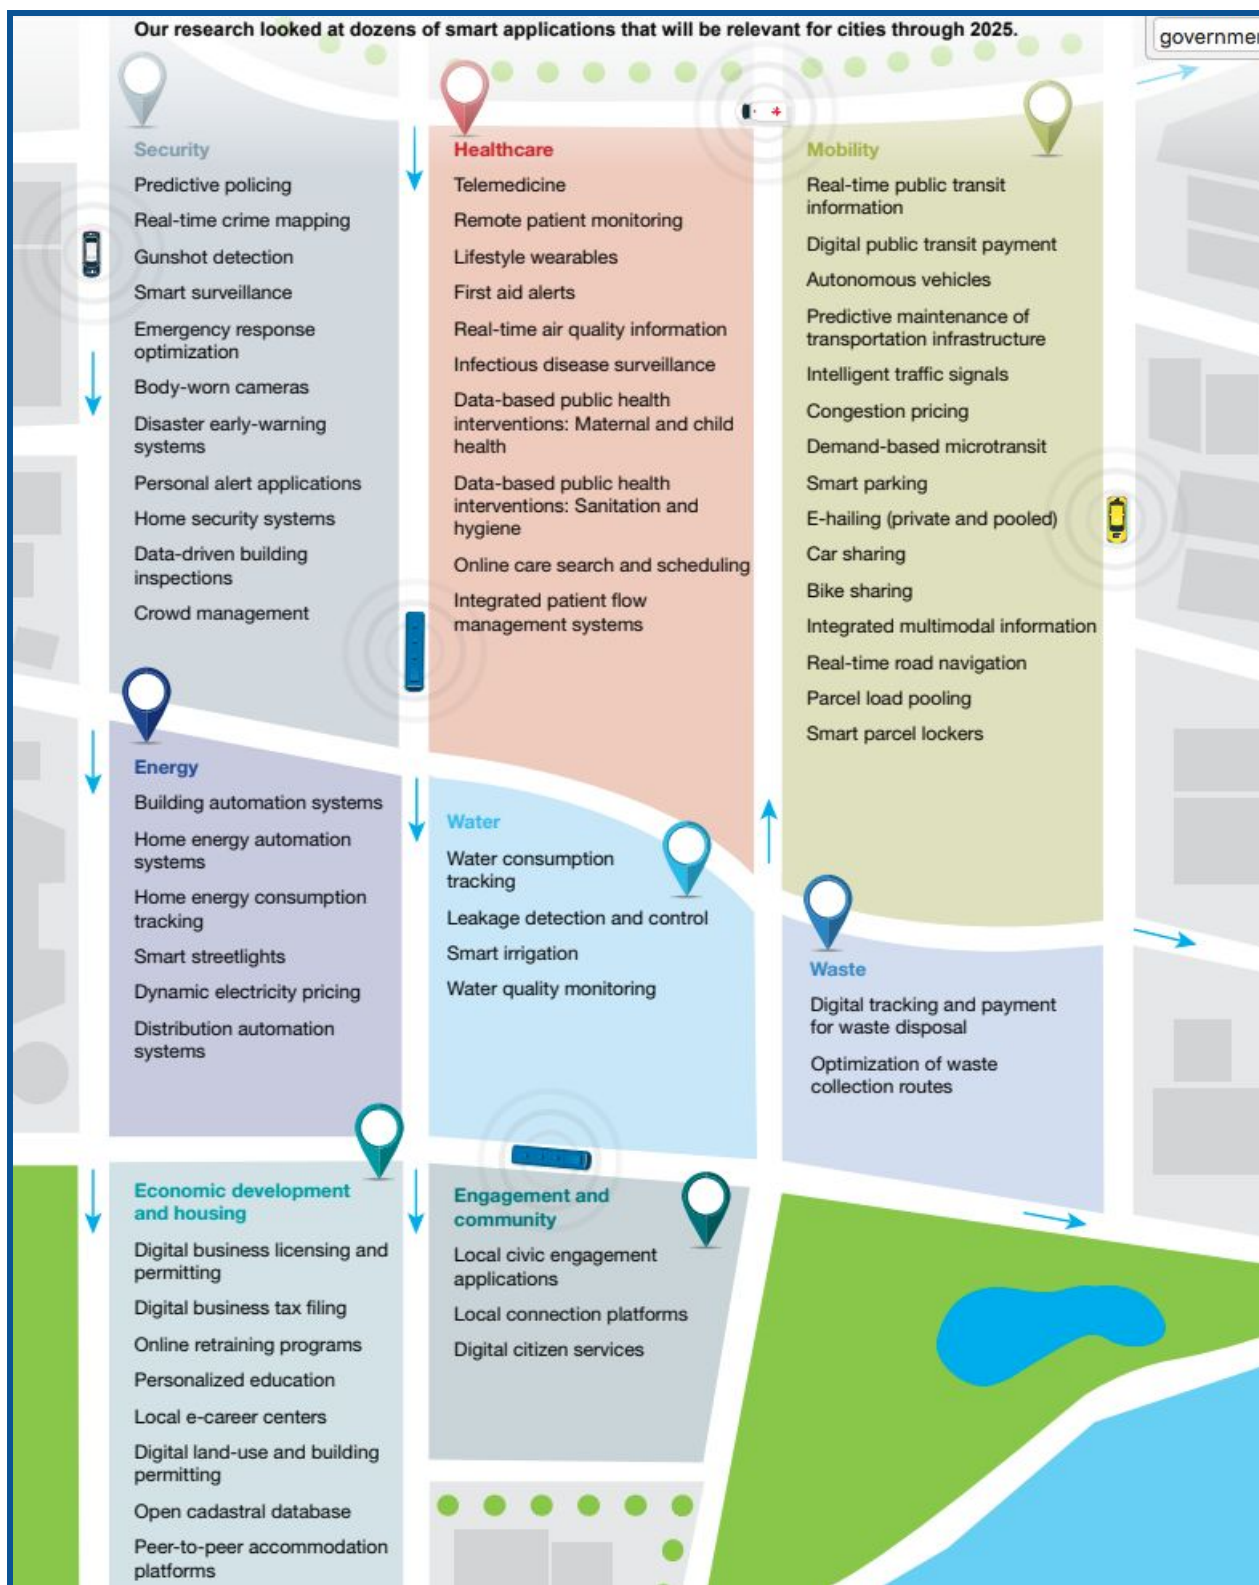 Our research looked at dozens of smart applications that will be relevant for cities through 2025.
Security
Predictive policing
Real-time crime mapping
Gunshot detection
Smart surveillance
Emergency response
optimization
Body-worn cameras
Disaster early-warning
systems
Personal alert applications
Home security systems
Data-driven building
inspections
Crowd management
Healthcare
Telemedicine
Remote patient monitoring
Lifestyle wearables
First aid alerts
Real-time air quality information
Infectious disease surveillance
Data-based public health
interventions: Maternal and child
health
Data-based public health
interventions: Sanitation and
hygiene
Online care search and scheduling
Integrated patient flow
management systems
Mobility
Real-time public transit
information
Digital public transit payment
Autonomous vehicles
Predictive maintenance of
transportation infrastructure
Intelligent traffic signals
Congestion pricing
Demand-based microtransit
Smart parking
E-hailing (private and pooled)
Car sharing
Bike sharing
Integrated multimodal information
Real-time road navigation
Parcel load pooling
Smart parcel lockers
Energy
Building automation systems
Home energy automation
systems
Home energy consumption
tracking
Smart streetlights
Dynamic electricity pricing
Distribution automation
systems
Water
Water consumption
tracking
Leakage detection and control
Smart irrigation
Water quality monitoring
Waste
Digital tracking and payment
for waste disposal
Optimization of waste
collection routes
Economic development
and housing
Digital business licensing and
permitting
Digital business tax filing
Online retraining programs
Personalized education
Local e-career centers
Digital land-use and building
permitting
Open cadastral database
Peer-to-peer accommodation
platforms
Engagement and
community
Local civic engagement
applications
Local connection platforms
Digital citizen services